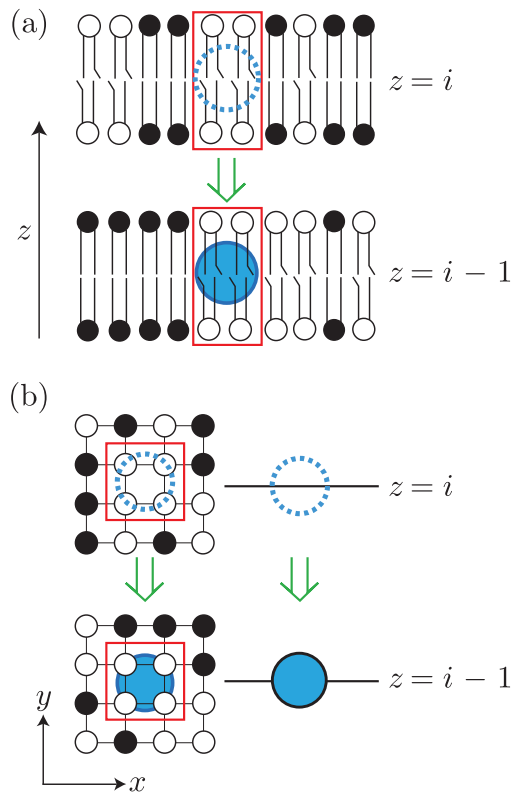 (a)
z = i
z
z = i − 1
(b)
z = i
z = i − 1
y
x